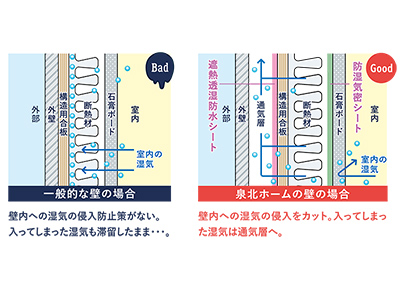 Bad
外部
外壁
構造用合板
断熱材
石膏ボード
室内
室内の
湿気
一般的な壁の場合
壁内への湿気の侵入防止策がない。
入ってしまった湿気も滞留したまま・・・。
Good
遮熱透湿防水シート
防湿気密シート
外部
外壁
通気層
構造用合板
断熱材
石膏ボード
室内
室内の
湿気
泉北ホームの壁の場合
壁内への湿気の侵入をカット。入ってしまっ
た湿気は通気層へ。